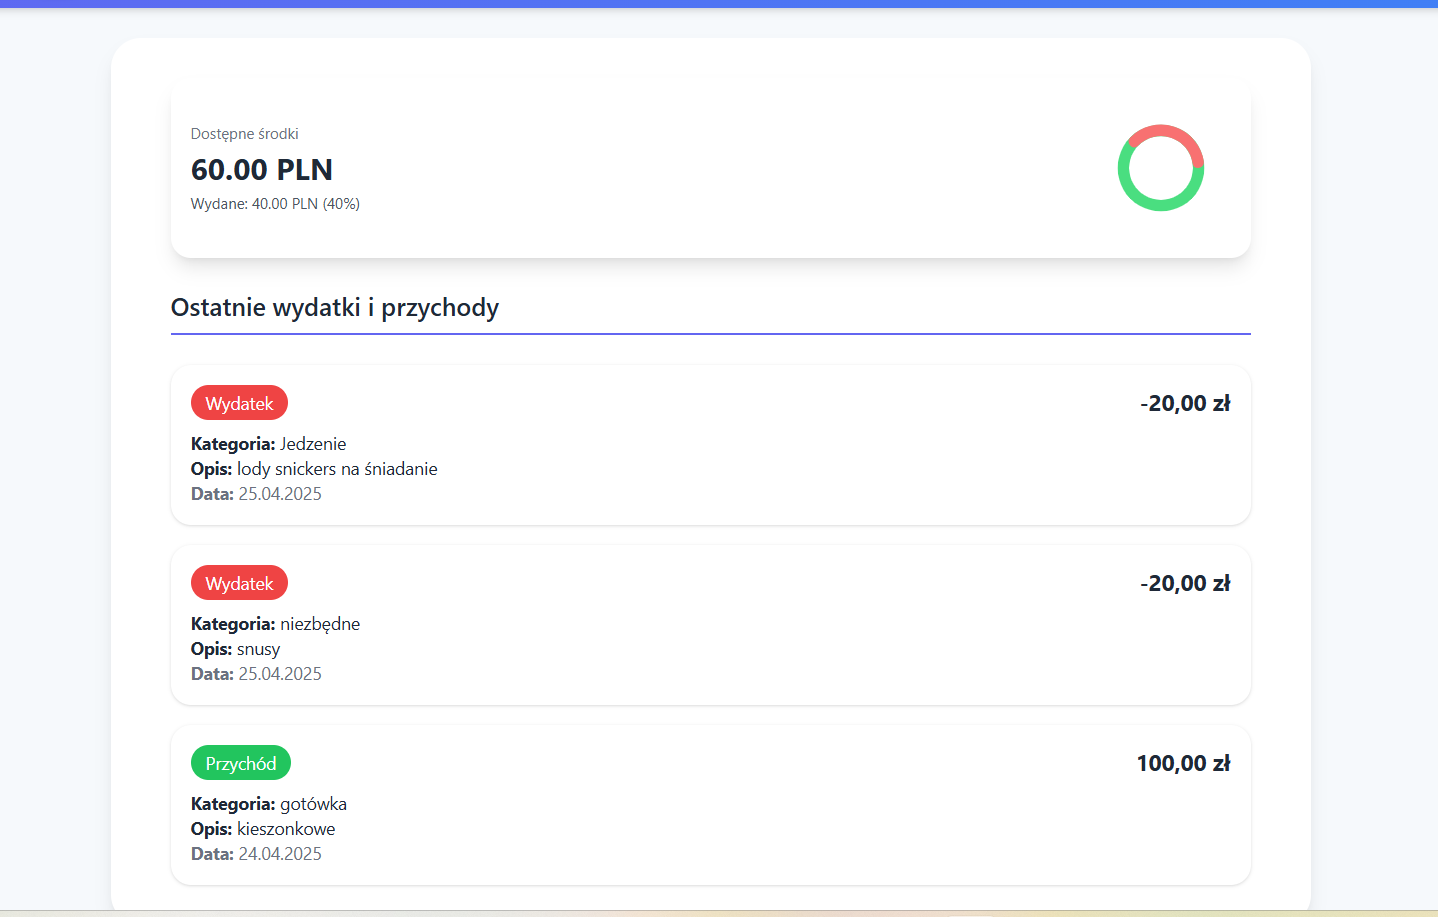 Dostępne środki
60.00 PLN
Wydane: 40.00 PLN (40%)
Ostatnie wydatki i przychody
Wydatek
-20,00 zł
Kategoria: Jedzenie
Opis: lody snickers na śniadanie
Data: 25.04.2025
Wydatek
-20,00 zł
Kategoria: niezbędne
Opis: snusy
Data: 25.04.2025
Przychód
100,00 zł
Kategoria: gotówka
Opis: kieszonkowe
Data: 24.04.2025